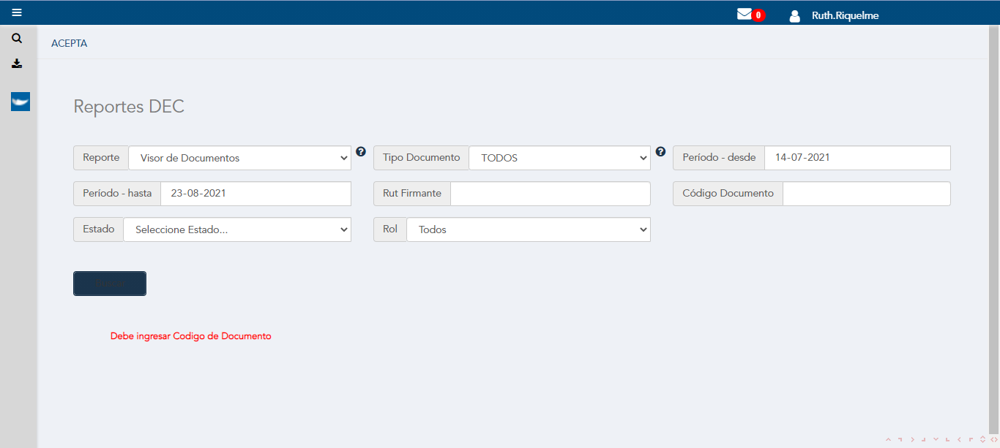 0
Ruth.Riquelme
ACEPTA
Reportes DEC
Reporte Visor de Documentos Tipo Documento TODOS Período - desde 14-07-2021
Período - hasta 23-08-2021 Rut Firmante Código Documento
Estado Seleccione Estado... Rol Todos
Debe ingresar Codigo de Documento